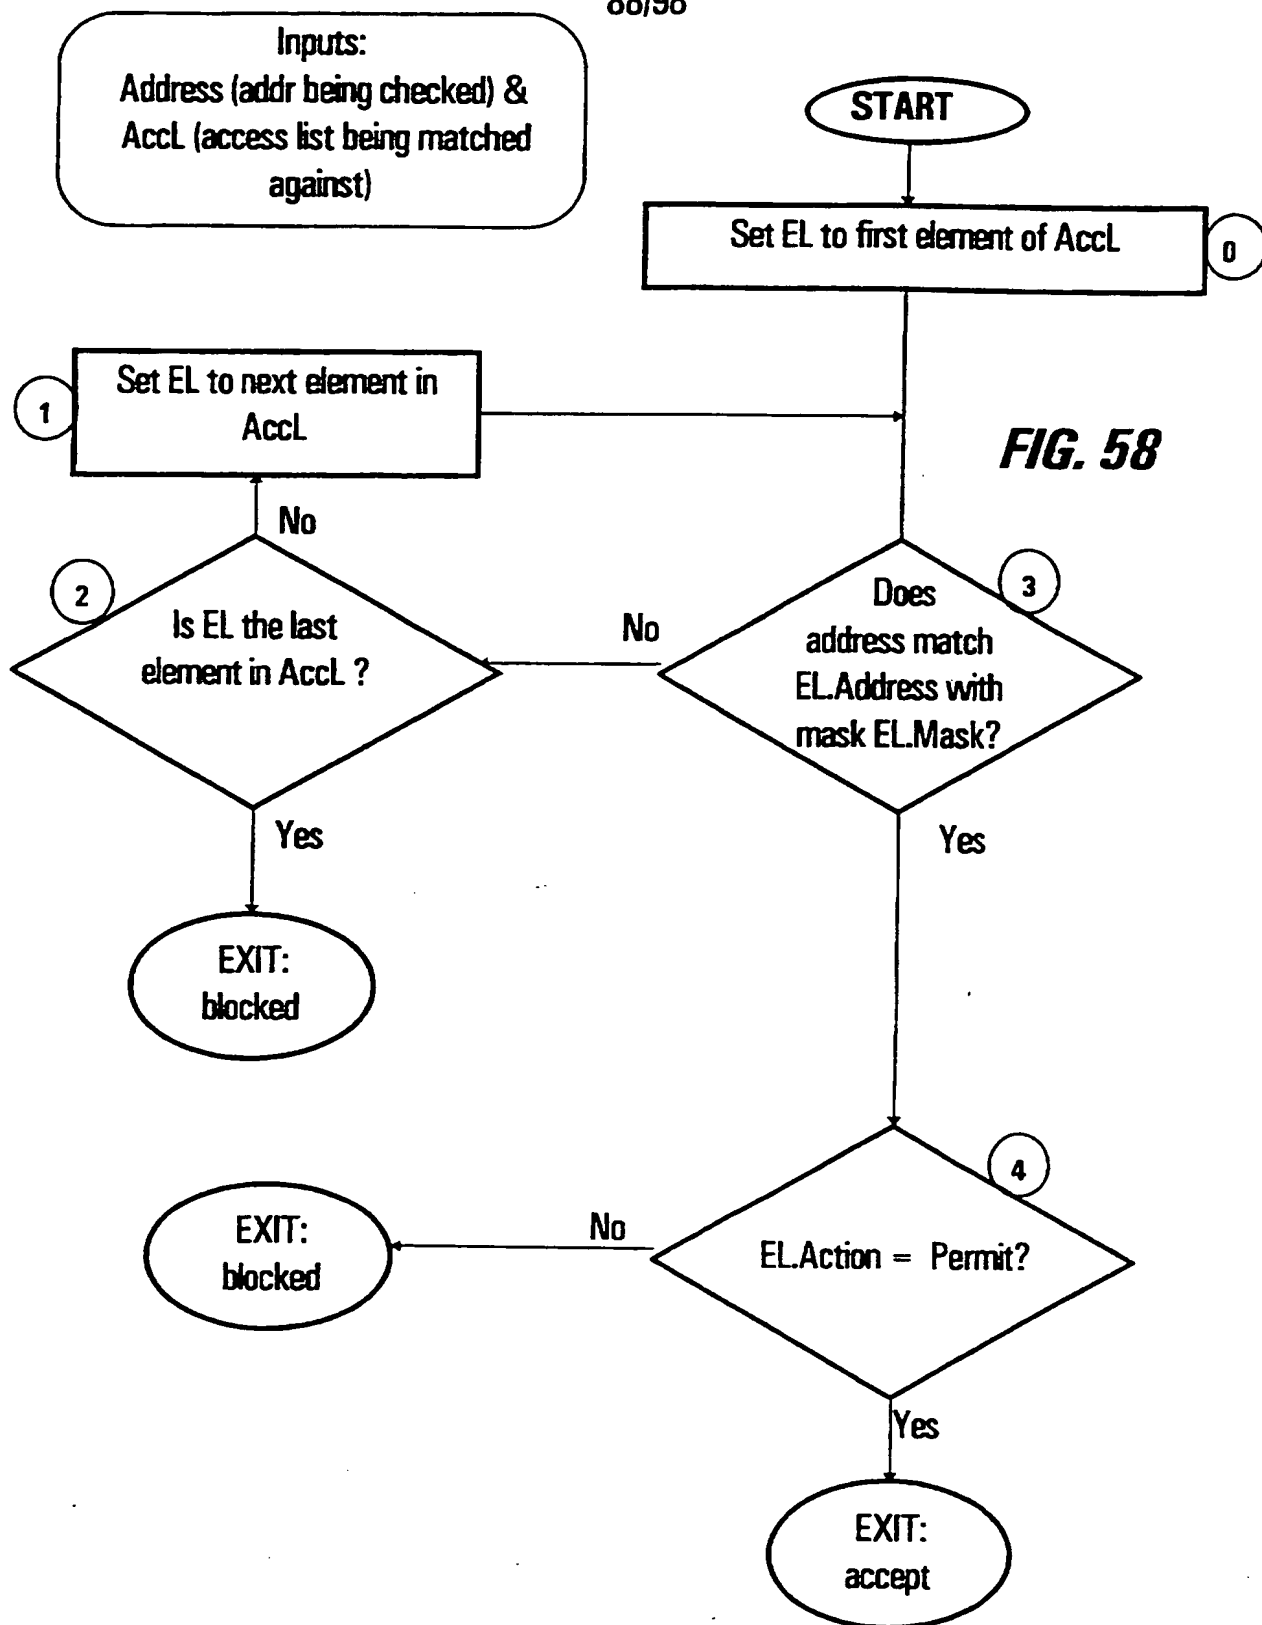 Inputs:
Address (addr being checked) &
AccL (access list being matched
against)
START
Set EL to first element of AccL
0
Set EL to next element in
AccL
1
FIG. 58
No
2
Is EL the last
element in AccL ?
No
3
Does
address match
EL.Address with
mask EL.Mask?
Yes
Yes
EXIT:
blocked
4
EXIT:
blocked
No
EL.Action = Permit?
Yes
EXIT:
accept